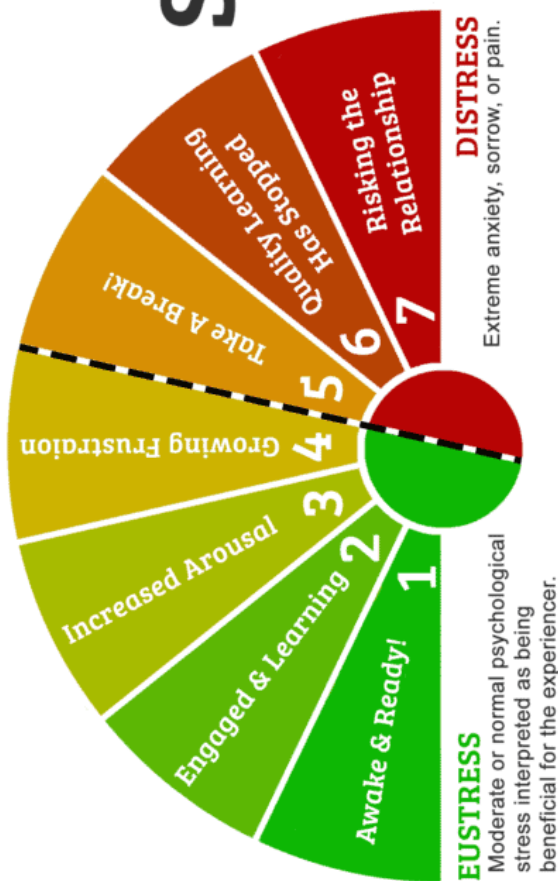 S
Awake & Ready!
1
Engaged & Learning
2
Increased Arousal
3
Growing Frustraion
4
Take A Break!
5
Quality Learning
Has Stopped
6
Risking the
Relationship
7
EUSTRESS
Moderate or normal psychological
stress interpreted as being
beneficial for the experiencer.
DISTRESS
Extreme anxiety, sorrow, or pain.